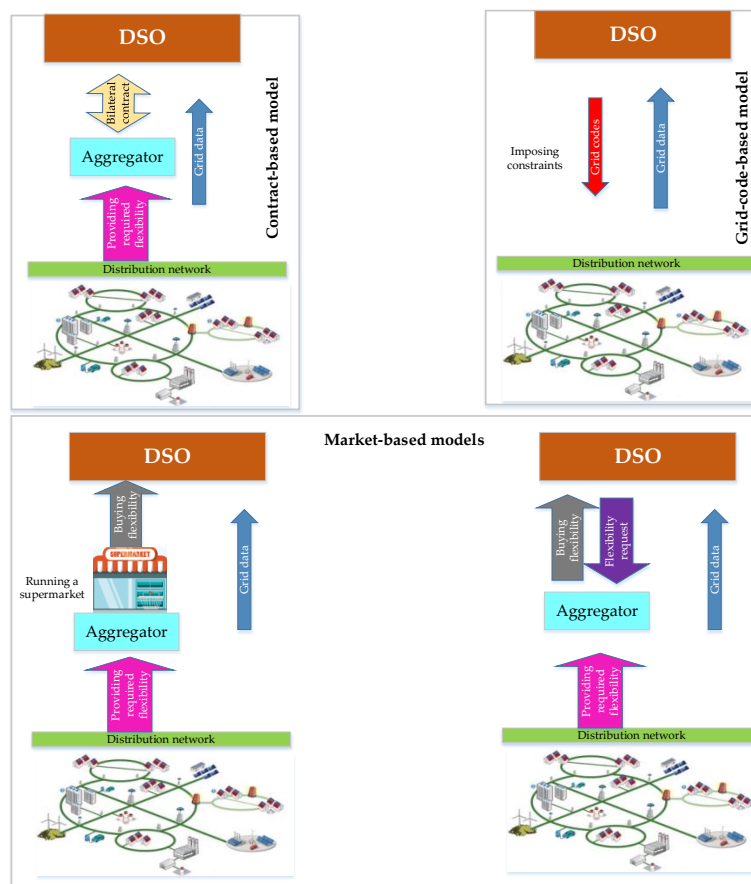 DSO
Bilateral
contract
Aggregator
Grid data
Contract-based model
Providing
required
flexibility
Distribution network
DSO
Imposing
constraints
Grid codes
Grid data
Grid-code-based model
Distribution network
Market-based models
DSO
Buying
flexibility
SUPERMARKET
Running a
supermarket
Aggregator
Grid data
Providing
required
flexibility
Distribution network
DSO
Buying
flexibility
Flexibility
request
Aggregator
Grid data
Providing
required
flexibility
Distribution network